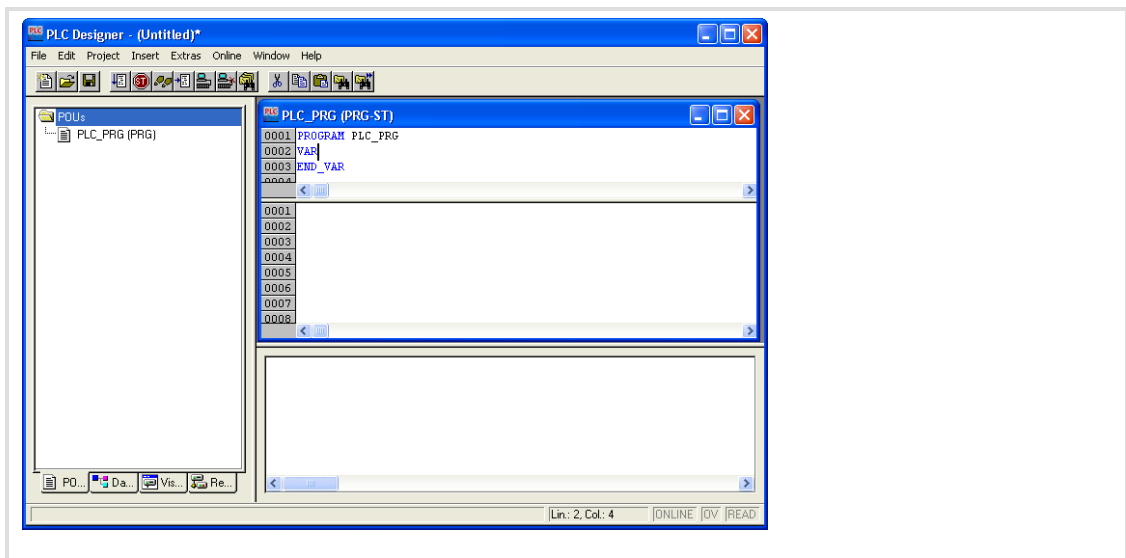 PLC Designer - (Untitled)*
File Edit Project Insert Extras Online Window Help
POUs
PLC_PRG (PRG)
PLC_PRG (PRG-ST)
0001 PROGRAM PLC_PRG
0002 VAR
0003 END_VAR
0004
0001
0002
0003
0004
0005
0006
0007
0008
PO... Da... Vis... Re...
Lin.: 2, Col.: 4 ONLINE OV READ